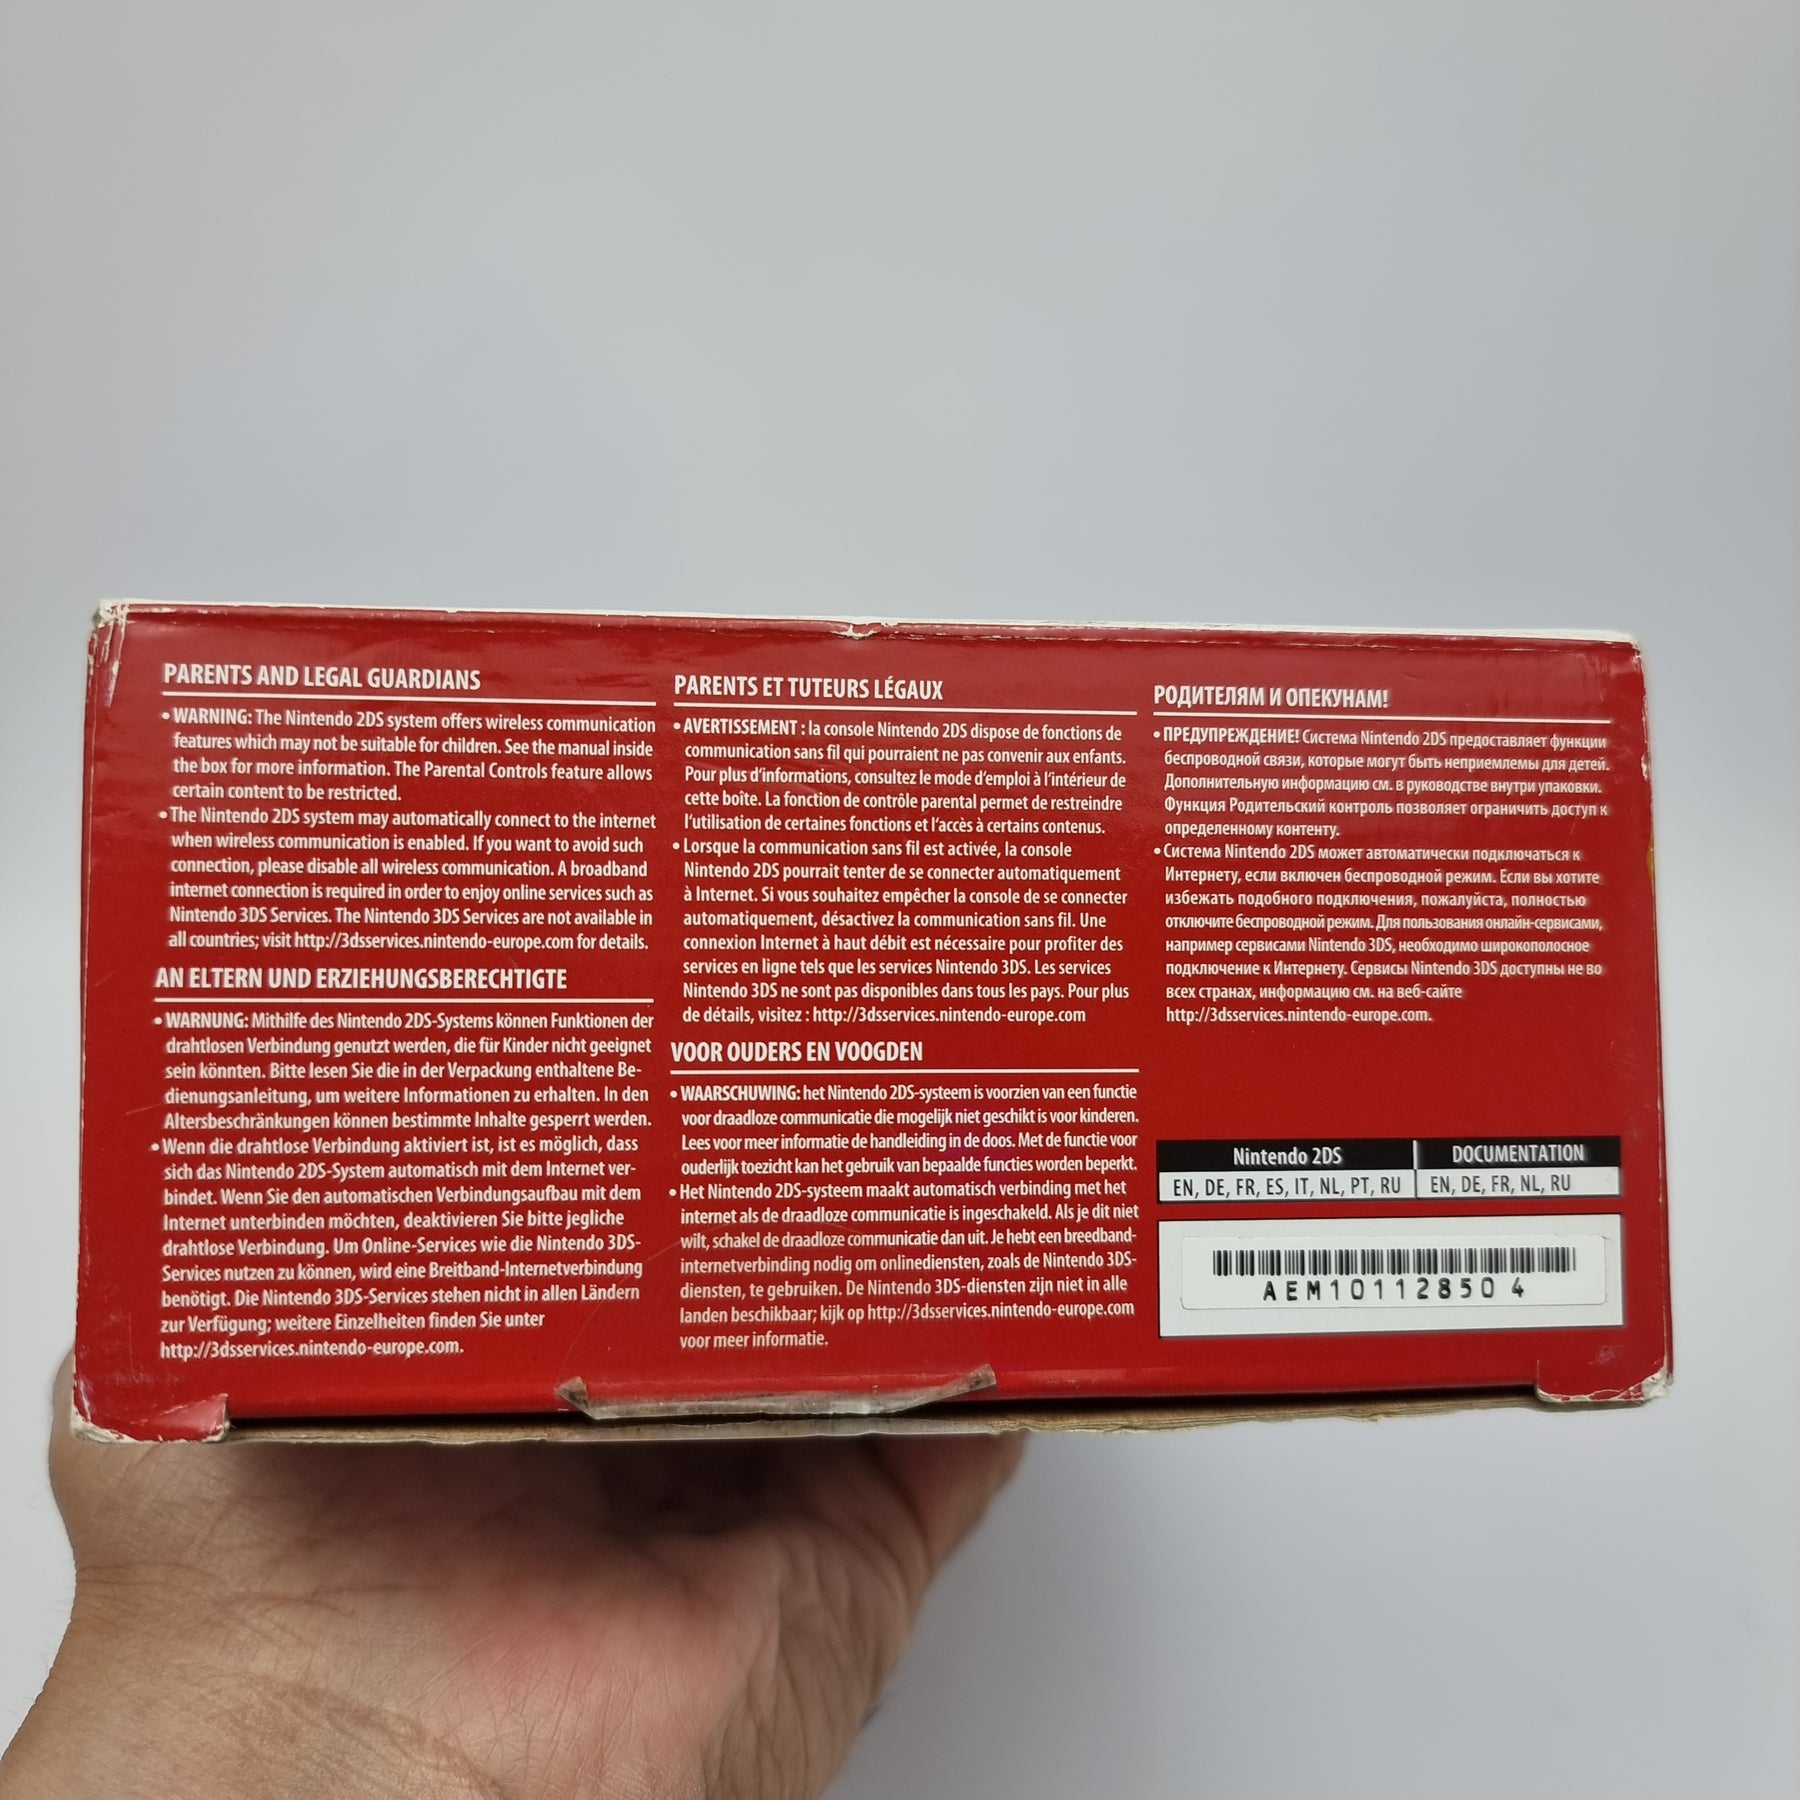 PARENTS AND LEGAL GUARDIANS
• WARNING: The Nintendo 2DS system offers wireless communication
features which may not be suitable for children. See the manual inside
the box for more information. The Parental Controls feature allows
certain content to be restricted.
• The Nintendo 2DS system may automatically connect to the internet
when wireless communication is enabled. If you want to avoid such
connection, please disable all wireless communication. A broadband
internet connection is required in order to enjoy online services such as
Nintendo 3DS Services. The Nintendo 3DS Services are not available in
all countries; visit http://3dsservices.nintendo-europe.com for details.
AN ELTERN UND ERZIEHUNGSBERECHTIGTE
• WARNUNG: Mithilfe des Nintendo 2DS-Systems können Funktionen der
drahtlosen Verbindung genutzt werden, die für Kinder nicht geeignet
sein könnten. Bitte lesen Sie die in der Verpackung enthaltene Be-
dienungsanleitung, um weitere Informationen zu erhalten. In den
Altersbeschränkungen können bestimmte Inhalte gesperrt werden.
• Wenn die drahtlose Verbindung aktiviert ist, ist es möglich, dass
sich das Nintendo 2DS-System automatisch mit dem Internet ver-
bindet. Wenn Sie den automatischen Verbindungsaufbau mit dem
Internet unterbinden möchten, deaktivieren Sie bitte jegliche
drahtlose Verbindung. Um Online-Services wie die Nintendo 3DS-
Services nutzen zu können, wird eine Breitband-Internetverbindung
benötigt. Die Nintendo 3DS-Services stehen nicht in allen Ländern
zur Verfügung; weitere Einzelheiten finden Sie unter
http://3dsservices.nintendo-europe.com.
PARENTS ET TUTEURS LÉGAUX
• AVERTISSEMENT : la console Nintendo 2DS dispose de fonctions de
communication sans fil qui pourraient ne pas convenir aux enfants.
Pour plus d'informations, consultez le mode d'emploi à l'intérieur de
cette boîte. La fonction de contrôle parental permet de restreindre
l'utilisation de certaines fonctions et l'accès à certains contenus.
• Lorsque la communication sans fil est activée, la console
Nintendo 2DS pourrait tenter de se connecter automatiquement
à Internet. Si vous souhaitez empêcher la console de se connecter
automatiquement, désactivez la communication sans fil. Une
connexion Internet à haut débit est nécessaire pour profiter des
services en ligne tels que les services Nintendo 3DS. Les services
Nintendo 3DS ne sont pas disponibles dans tous les pays. Pour plus
de détails, visitez : http://3dsservices.nintendo-europe.com
VOOR OUDERS EN VOOGDEN
• WAARSCHUWING: het Nintendo 2DS-systeem is voorzien van een functie
voor draadloze communicatie die mogelijk niet geschikt is voor kinderen.
Lees voor meer informatie de handleiding in de doos. Met de functie voor
ouderlijk toezicht kan het gebruik van bepaalde functies worden beperkt.
• Het Nintendo 2DS-systeem maakt automatisch verbinding met het
internet als de draadloze communicatie is ingeschakeld. Als je dit niet
wilt, schakel de draadloze communicatie dan uit. Je hebt een breedband-
internetverbinding nodig om onlinediensten, zoals de Nintendo 3DS-
diensten, te gebruiken. De Nintendo 3DS-diensten zijn niet in alle
landen beschikbaar; kijk op http://3dsservices.nintendo-europe.com
voor meer informatie.
РОДИТЕЛЯМ И ОПЕКУНАМ!
• ПРЕДУПРЕЖДЕНИЕ! Система Nintendo 2DS предоставляет функции
беспроводной связи, которые могут быть неприемлемы для детей.
Дополнительную информацию см. в руководстве внутри упаковки.
Функция Родительский контроль позволяет ограничить доступ к
определенному контенту.
• Система Nintendo 2DS может автоматически подключаться к
Интернету, если включен беспроводной режим. Если вы хотите
избежать подобного подключения, пожалуйста, полностью
отключите беспроводной режим. Для пользования онлайн-сервисами,
например сервисами Nintendo 3DS, необходимо широкополосное
подключение к Интернету. Сервисы Nintendo 3DS доступны не во
всех странах, информацию см. на веб-сайте
http://3dsservices.nintendo-europe.com.
Nintendo 2DS DOCUMENTATION
EN, DE, FR, ES, IT, NL, PT, RU EN, DE, FR, NL, RU
AEM10112850 4